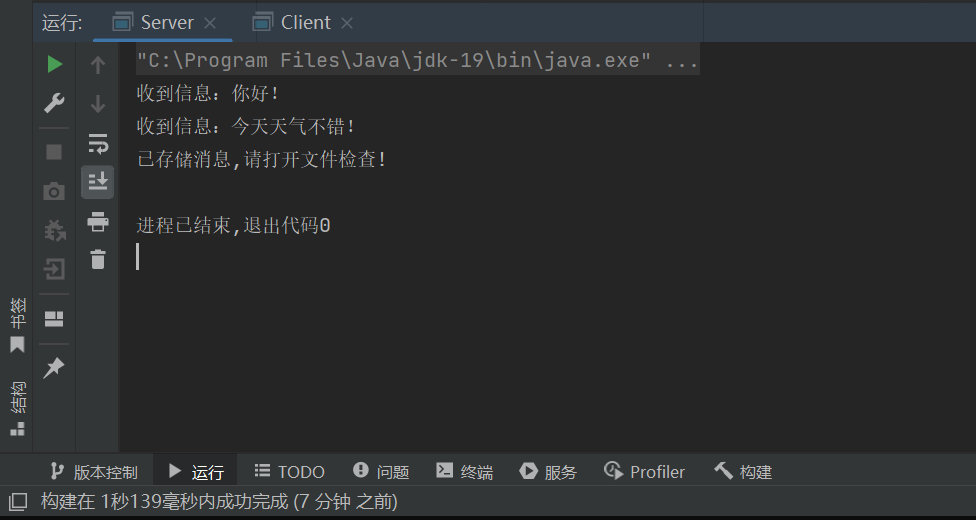 运行: Server Client
"C:\Program Files\Java\jdk-19\bin\java.exe" ...
收到信息：你好！
收到信息：今天天气不错！
已存储消息,请打开文件检查！
进程已结束,退出代码0
书签
结构
版本控制 运行 TODO 问题 终端 服务 Profiler 构建
构建在 1秒139毫秒内成功完成 (7 分钟 之前)